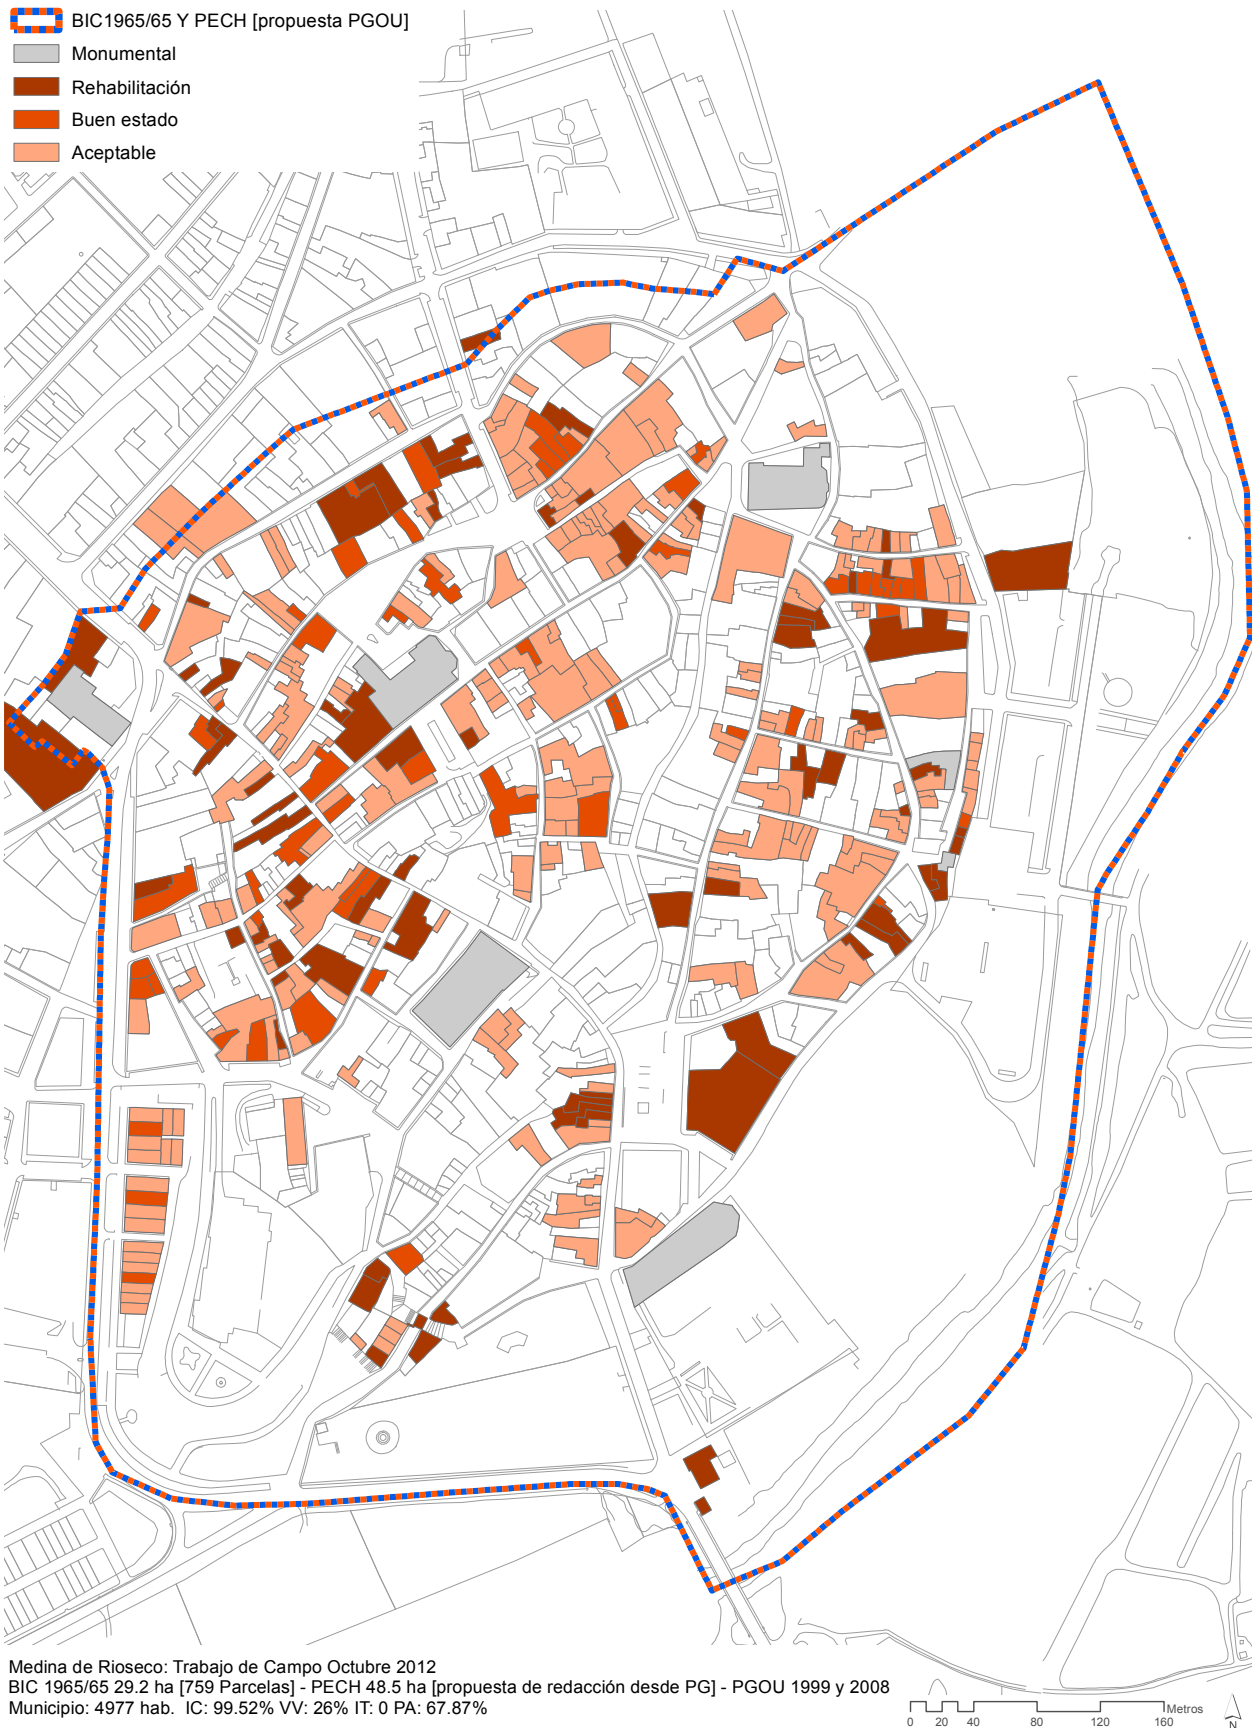 BIC1965/65 Y PECH [propuesta PGOU]
Monumental
Rehabilitación
Buen estado
Aceptable
Medina de Rioseco: Trabajo de Campo Octubre 2012
BIC 1965/65 29.2 ha [759 Parcelas] - PECH 48.5 ha [propuesta de redacción desde PG] - PGOU 1999 y 2008
Municipio: 4977 hab. IC: 99.52% VV: 26% IT: 0 PA: 67.87%
Metros
0 20 40 80 120 160
N